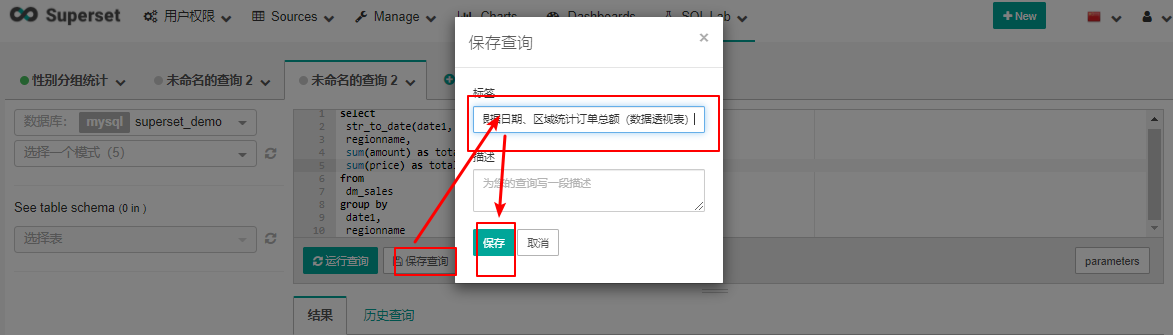 Superset 用户权限 Sources Manage Charts Dashboards SQL Lab + New
保存查询 ×
性别分组统计 未命名的查询 2 未命名的查询 2
标签
数据库: mysql superset_demo
根据日期、区域统计订单总额（数据透视表）
选择一个模式（5）
1 select
2 str_to_date(date1,
3 regionname,
4 sum(amount) as tota
5 sum(price) as total
6 from
7 dm_sales
8 group by
9 date1,
10 regionname
描述
为您的查询写一段描述
See table schema (0 in )
选择表
保存 取消
运行查询 保存查询 parameters
结果 历史查询